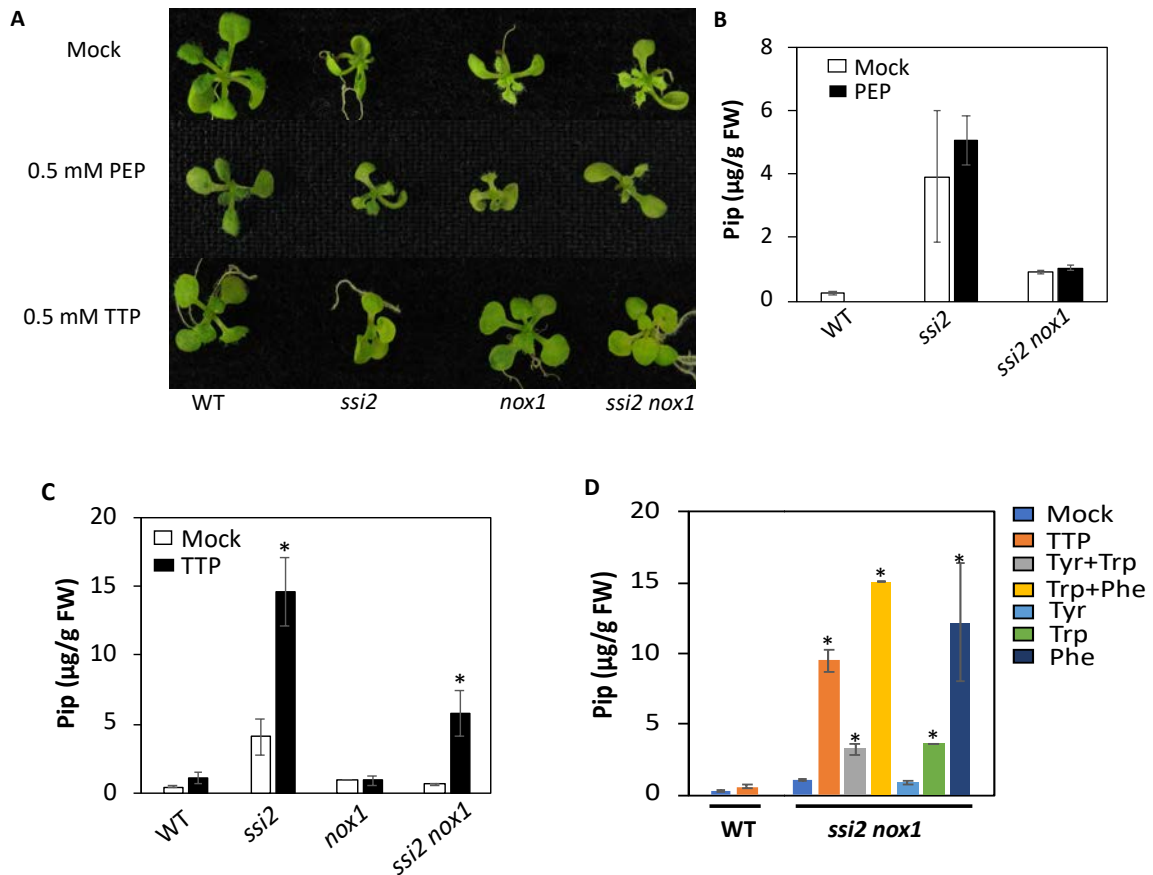 A
Mock
0.5 mM PEP
0.5 mM TTP
WT
ssi2
nox1
ssi2 nox1
B
Pip (µg/g FW)
8
6
4
2
0
Mock
PEP
WT
ssi2
ssi2 nox1
C
Pip (µg/g FW)
20
15
10
5
0
Mock
TTP
*
*
WT
ssi2
nox1
ssi2 nox1
D
Pip (µg/g FW)
20
15
10
5
0
*
*
*
*
*
WT
ssi2 nox1
Mock
TTP
Tyr+Trp
Trp+Phe
Tyr
Trp
Phe